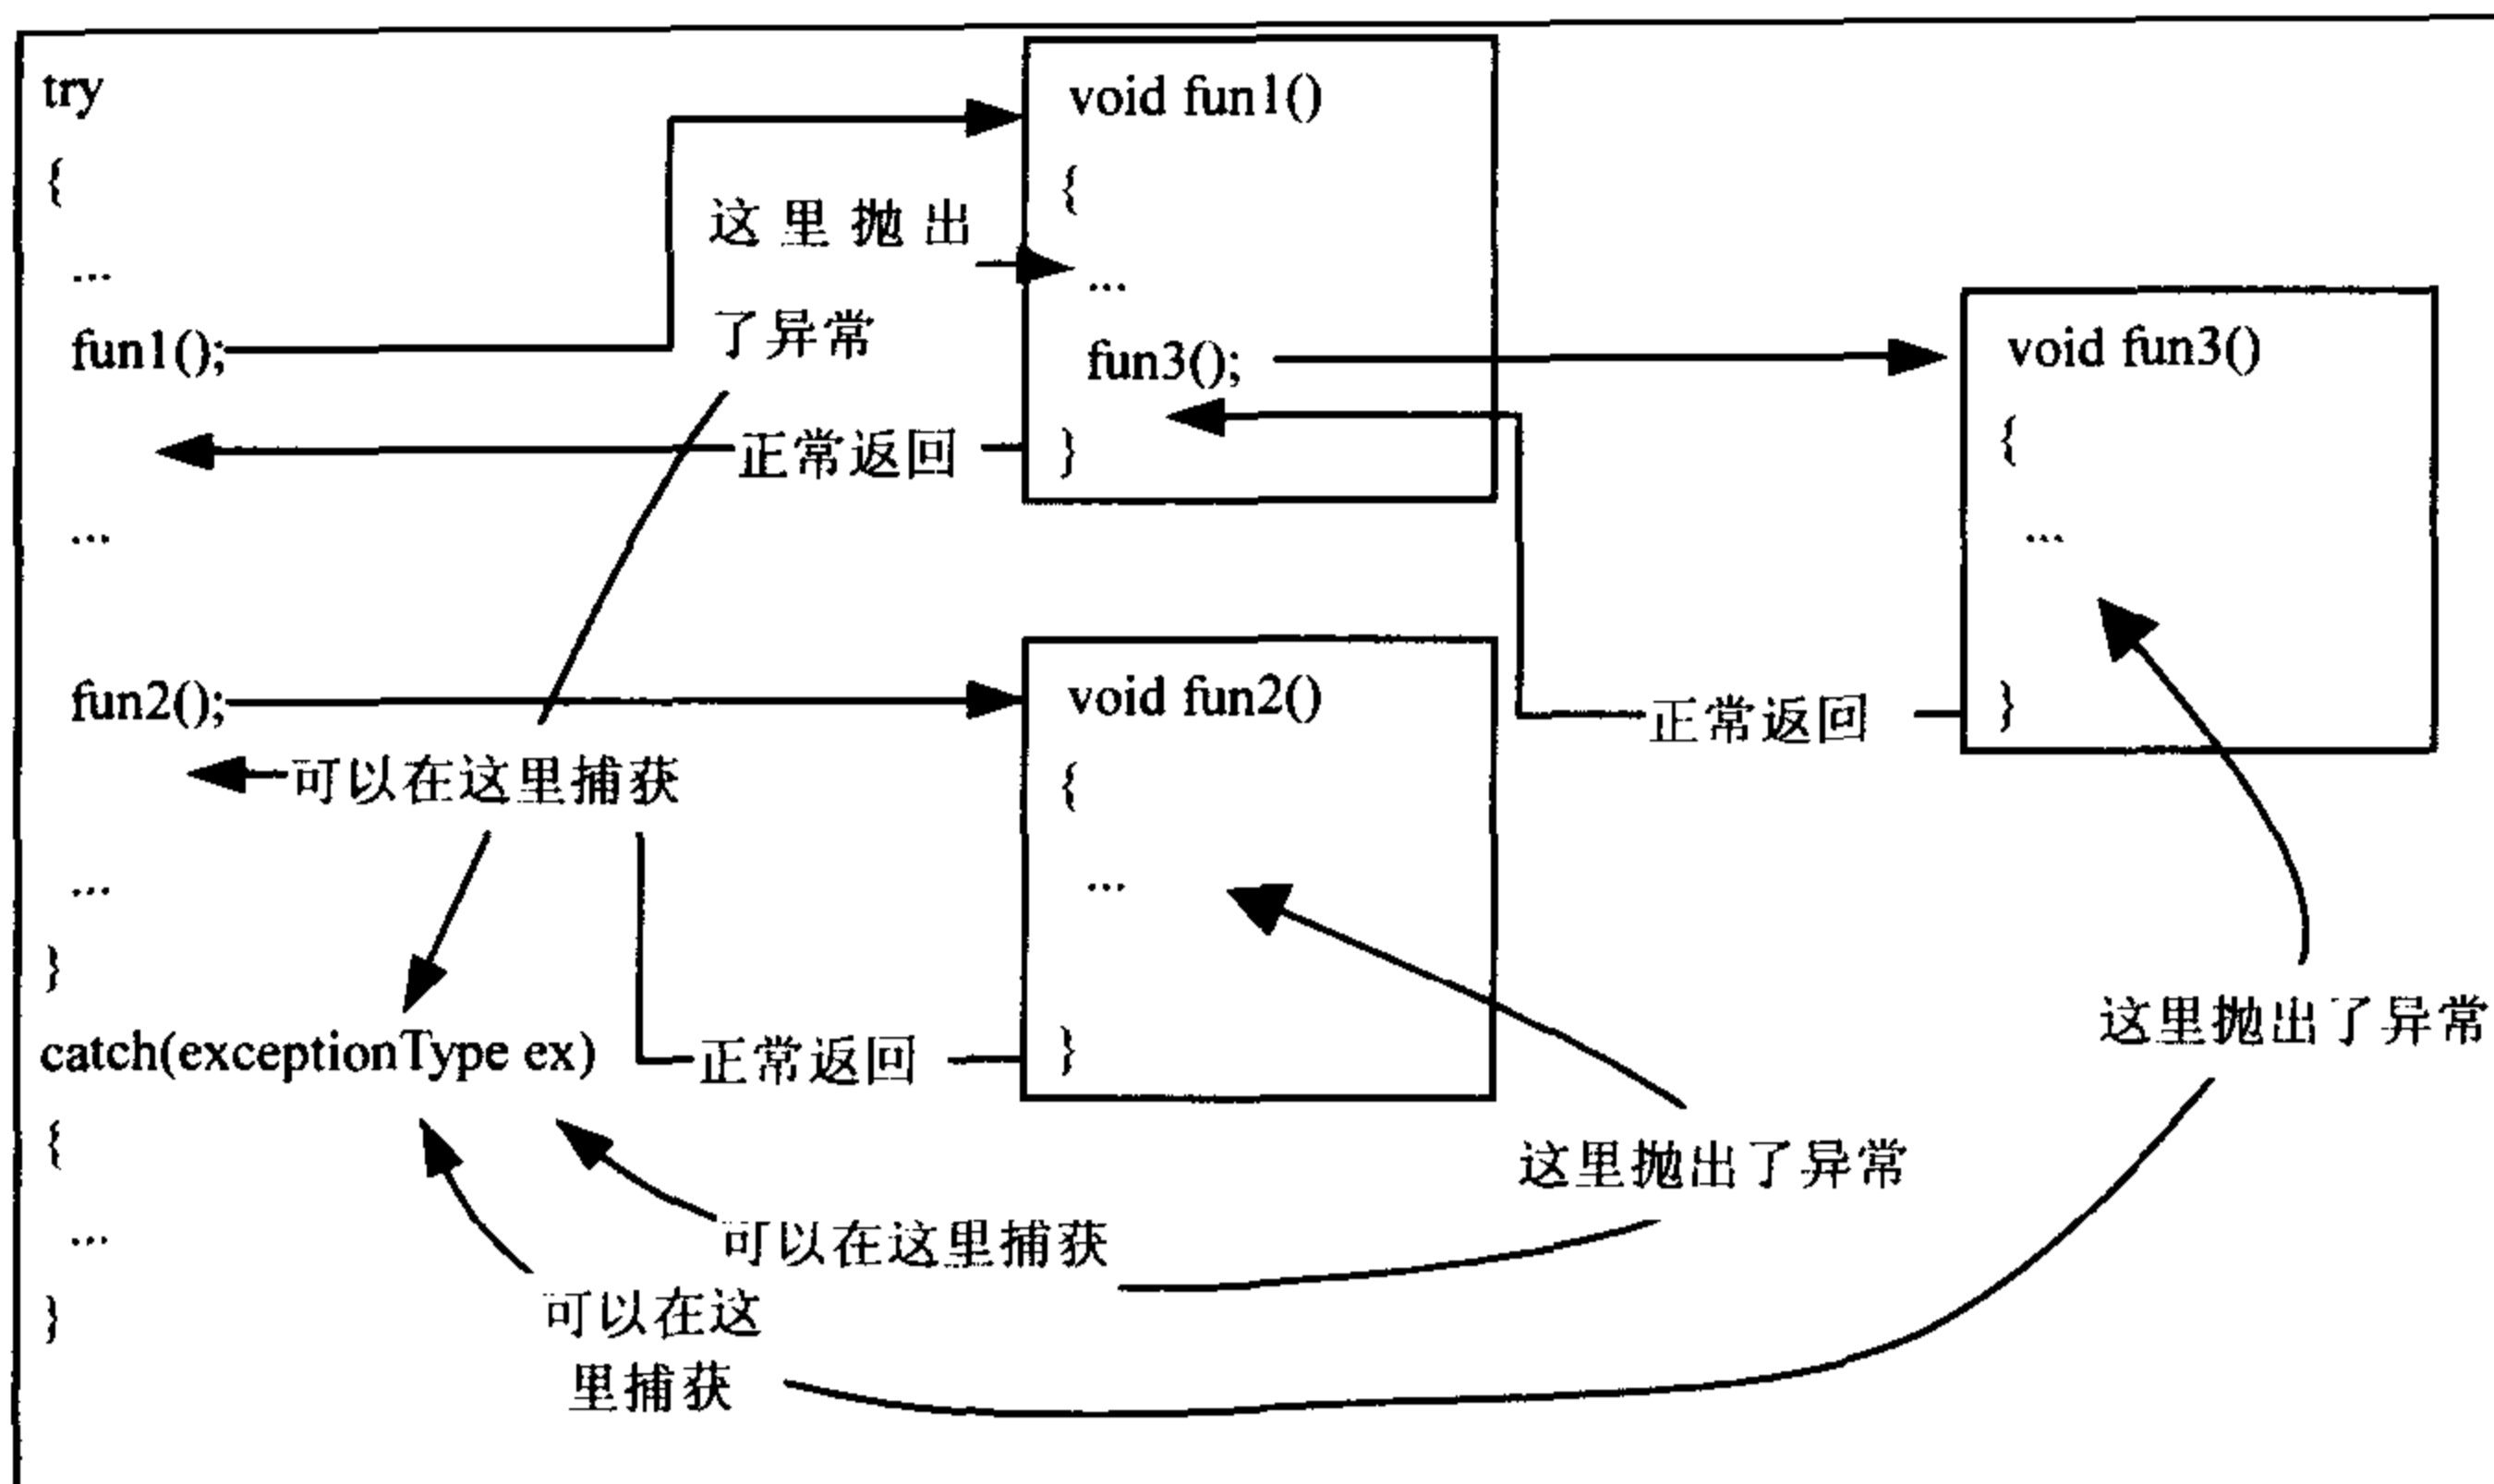 try
{
...
fun1();
...
fun2();
...
}
catch(exceptionType ex)
{
...
}
这里抛出
了异常
正常返回
void fun1()
{
...
fun3();
}
void fun3()
{
...
}
正常返回
可以在这里捕获
void fun2()
{
...
}
正常返回
这里抛出了异常
这里抛出了异常
可以在这里捕获
可以在这
里捕获